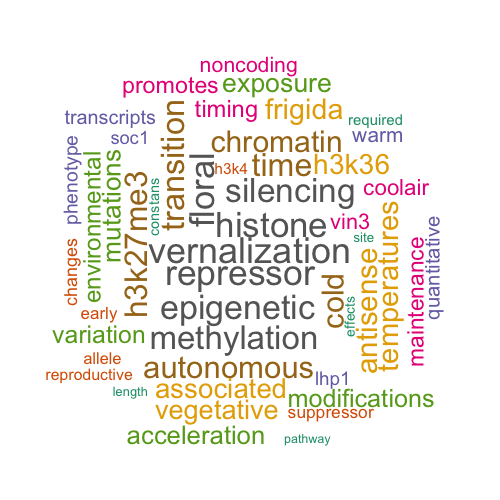 noncoding
promotes exposure
transcripts timing frigida
required
soc1 chromatin warm
phenotype
environmental
mutations
transition
floral
h3k4 time h3k36
constans
h3k27me3
silencing coolair
histone vin3
site
vernalization
repressor
cold
effects
antisense
temperatures
maintenance
quantitative
changes
early epigenetic
variation methylation
allele
reproductive autonomous lhp1
length associated modifications
vegetative suppressor
acceleration pathway